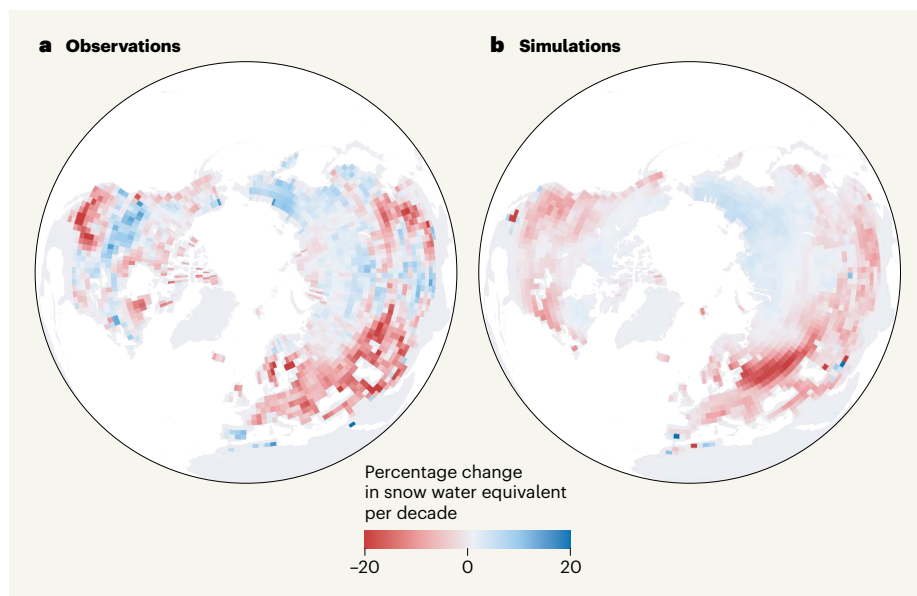 a Observations
b Simulations
Percentage change
in snow water equivalent
per decade
–20 0 20